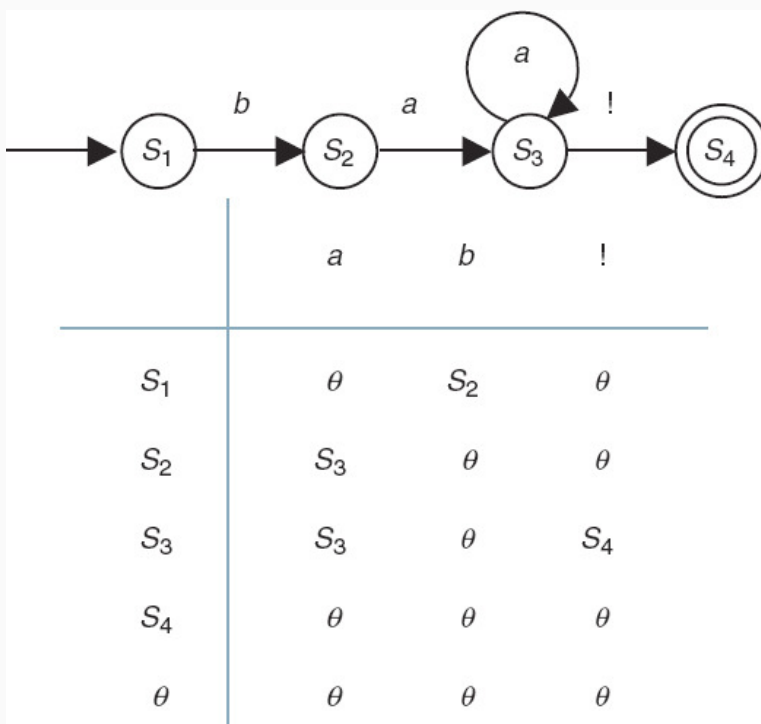 a
b a !
S₁ S₂ S₃ S₄
a b !
S₁ θ S₂ θ
S₂ S₃ θ θ
S₃ S₃ θ S₄
S₄ θ θ θ
θ θ θ θ